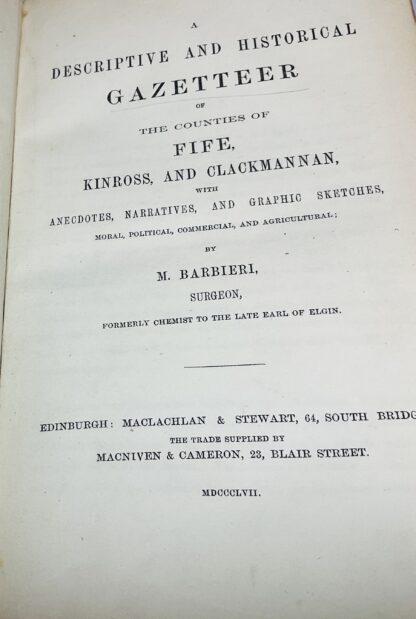 A
DESCRIPTIVE AND HISTORICAL
GAZETTEER
OF
THE COUNTIES OF
FIFE,
KINROSS, AND CLACKMANNAN,
WITH
ANECDOTES, NARRATIVES, AND GRAPHIC SKETCHES,
MORAL, POLITICAL, COMMERCIAL, AND AGRICULTURAL;
BY
M. BARBIERI,
SURGEON,
FORMERLY CHEMIST TO THE LATE EARL OF ELGIN.
EDINBURGH: MACLACHLAN & STEWART, 64, SOUTH BRIDG
THE TRADE SUPPLIED BY
MACNIVEN & CAMERON, 23, BLAIR STREET.
MDCCCLVII.